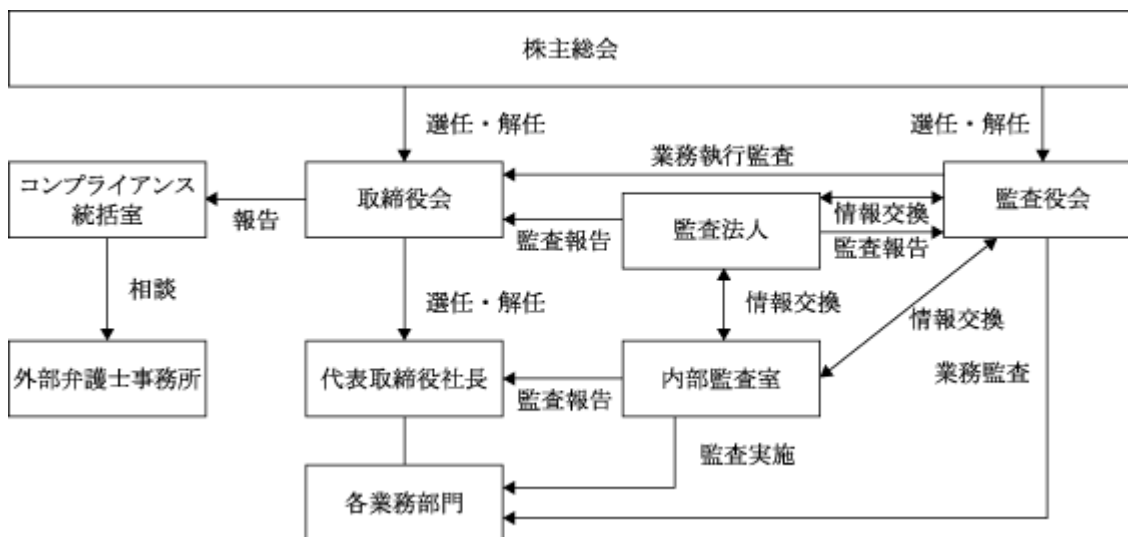 株主総会
選任・解任
選任・解任
業務執行監査
コンプライアンス
統括室
報告
取締役会
監査報告
監査法人
情報交換
監査報告
監査役会
相談
選任・解任
情報交換
情報交換
外部弁護士事務所
代表取締役社長
監査報告
内部監査室
業務監査
監査実施
各業務部門